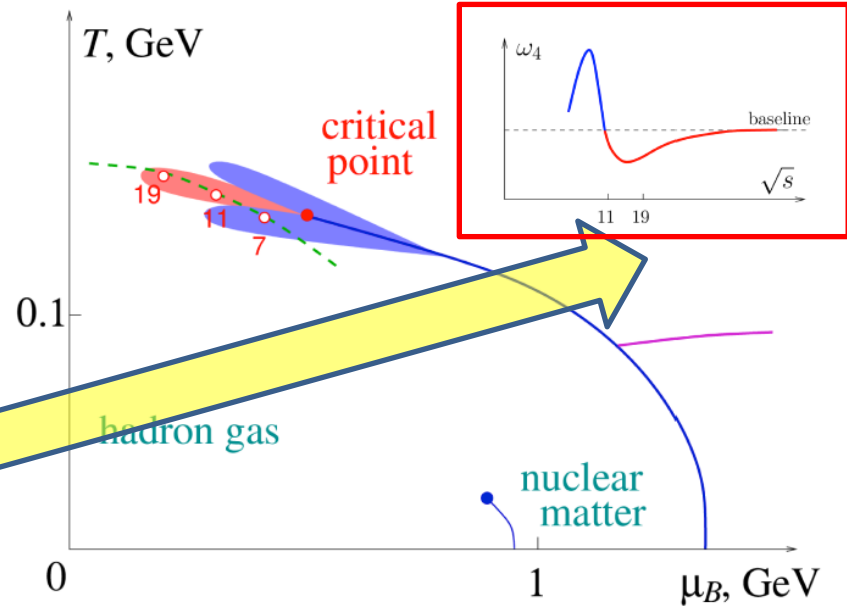 T, GeV
ω₄
baseline
√s
11 19
critical
point
19
11
7
0.1
hadron gas
nuclear
matter
0
1
μ_B, GeV